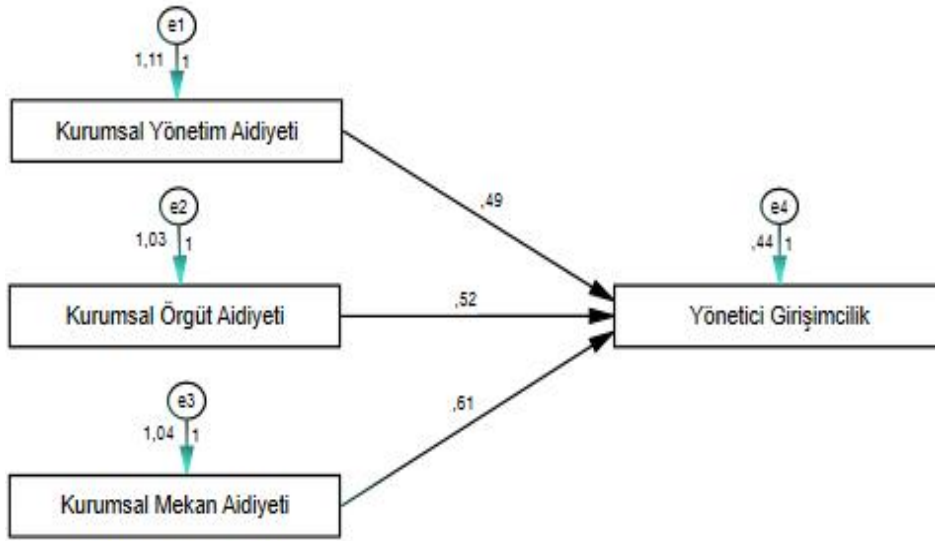 e1
1,11 1
Kurumsal Yönetim Aidiyeti
,49
e2
1,03 1
Kurumsal Örgüt Aidiyeti
,52
e4
,44 1
Yönetici Girişimcilik
e3
1,04 1
,61
Kurumsal Mekan Aidiyeti